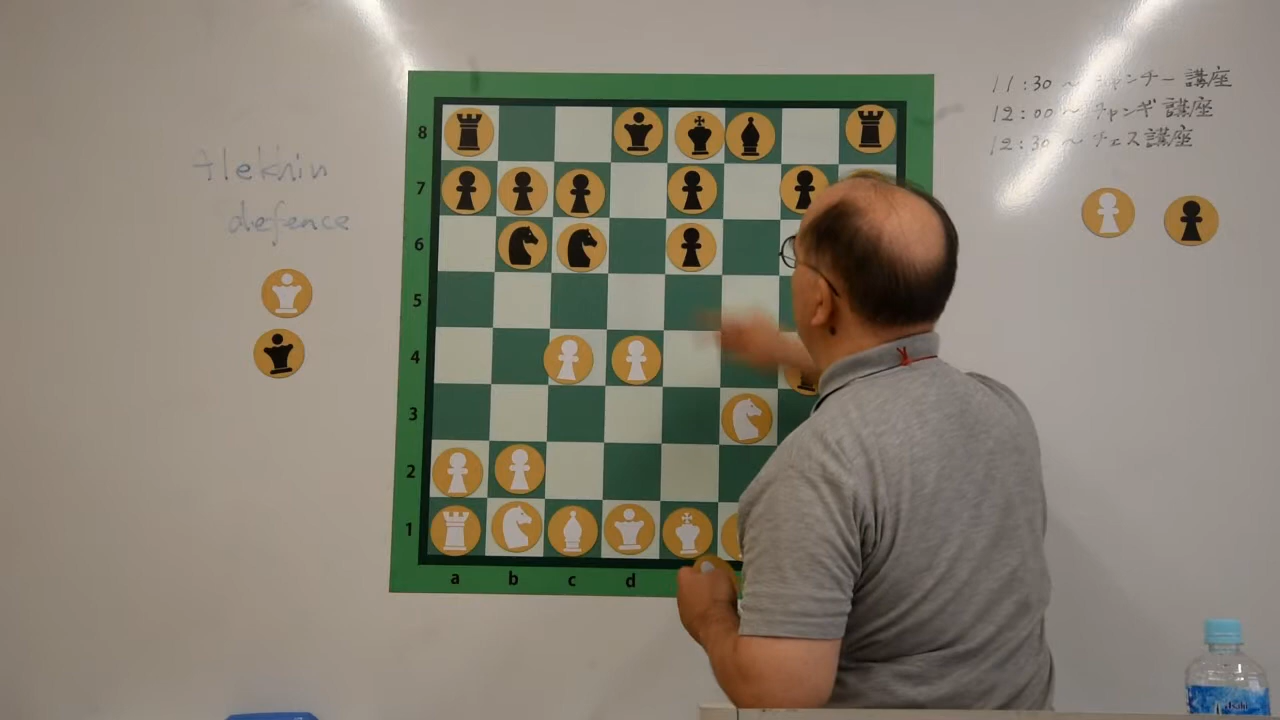 Alekhin
defence
11:30～チャンチー講座
12:00～チャンギ講座
12:30～チェス講座
8
7
6
5
4
3
2
1
a b c d
Asahi